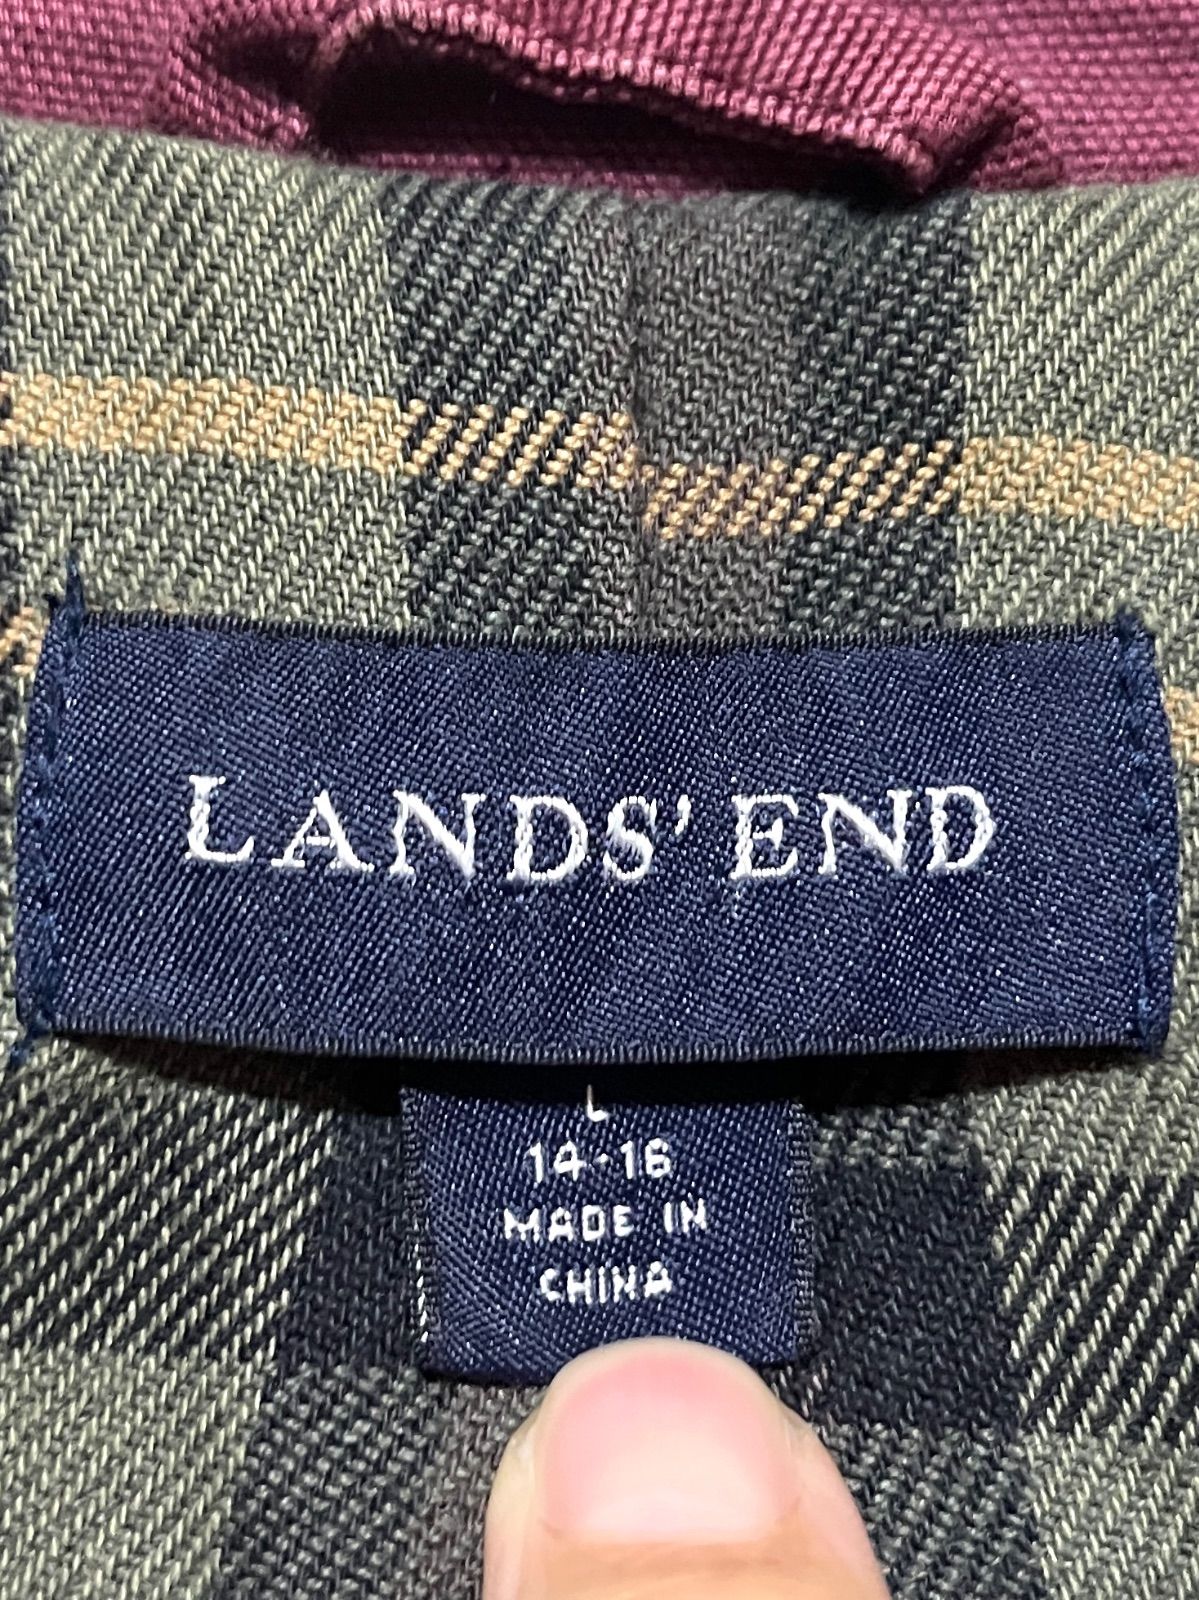 LANDS' END
L
14-16
MADE IN
CHINA